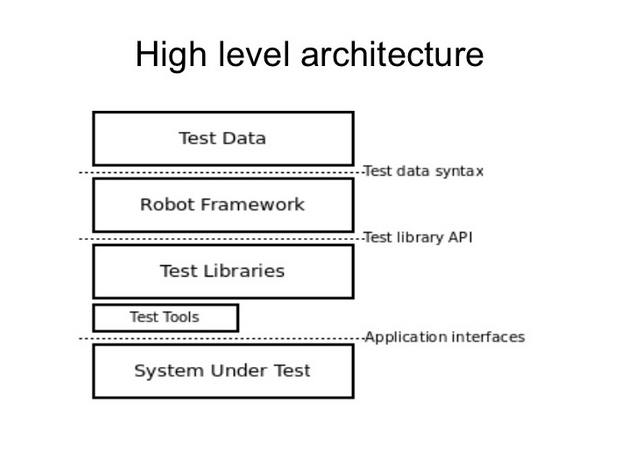 High level architecture
Test Data
Test data syntax
Robot Framework
Test library API
Test Libraries
Test Tools
Application interfaces
System Under Test